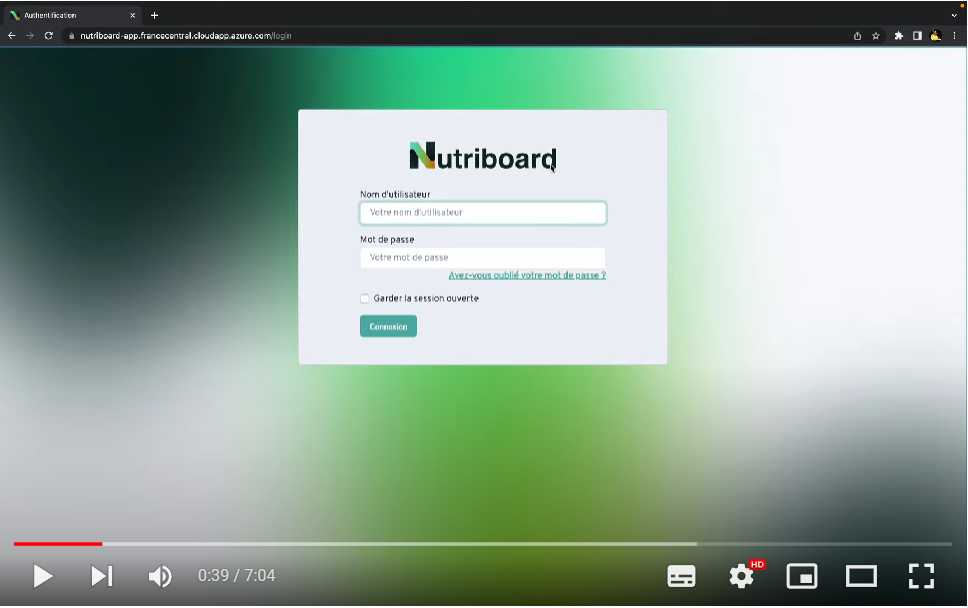 Authentification
nutriboard-app.francecentral.cloudapp.azure.com/login
Nutriboard
Nom d'utilisateur
Votre nom d'utilisateur
Mot de passe
Votre mot de passe
Avez-vous oublié votre mot de passe ?
Garder la session ouverte
Connexion
0:39 / 7:04
HD